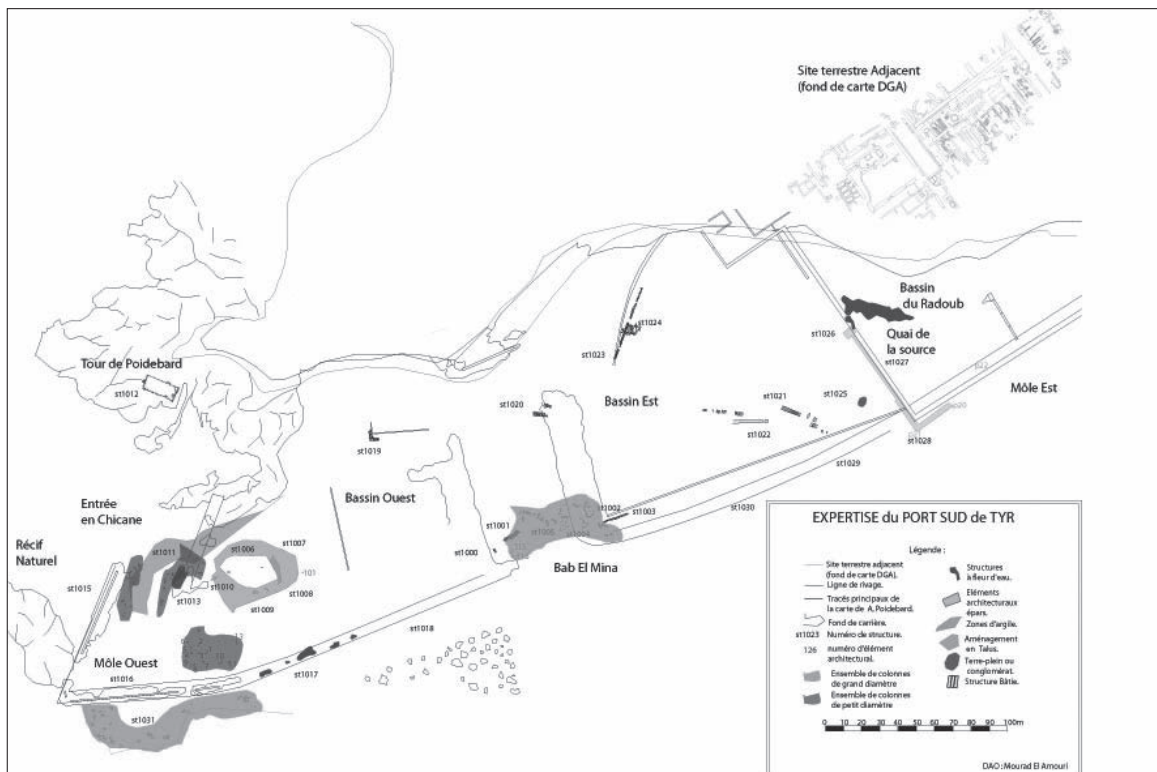 Site terrestre Adjacent
(fond de carte DGA)
Bassin
du Radoub
st1024
st1026
Quai de
la source
st1027
st1023
Tour de Poidebard
st1012
Môle Est
st1020
Bassin Est
st1021
st1025
st1022
st1028
st1019
st1029
Entrée
en Chicane
Bassin Ouest
st1002
st1003
st1030
st1001
st1000
Bab El Mina
Récif
Naturel
st1011
st1006
st1007
st1015
st1010
st1013
st1008
st1009
st1018
Môle Ouest
st1016
st1017
st1031
EXPERTISE du PORT SUD de TYR
Légende :
Site terrestre adjacent
(fond de carte DGA).
Ligne de rivage.
Tracés principaux de
la carte de A.Poidebard.
Fond de carrière.
st1023 Numéro de structure.
126 numéro d'élément
architectural.
Ensemble de colonnes
de grand diamètre
Ensemble de colonnes
de petit diamètre
Structures
à fleur d'eau.
Eléments
architecturaux
épars.
Zones d'argile.
Aménagement
en Talus.
Terre-plein ou
conglomérat.
Structure Bâtie.
0 10 20 30 40 50 60 70 80 90 100m
DAO : Mourad El Amouri